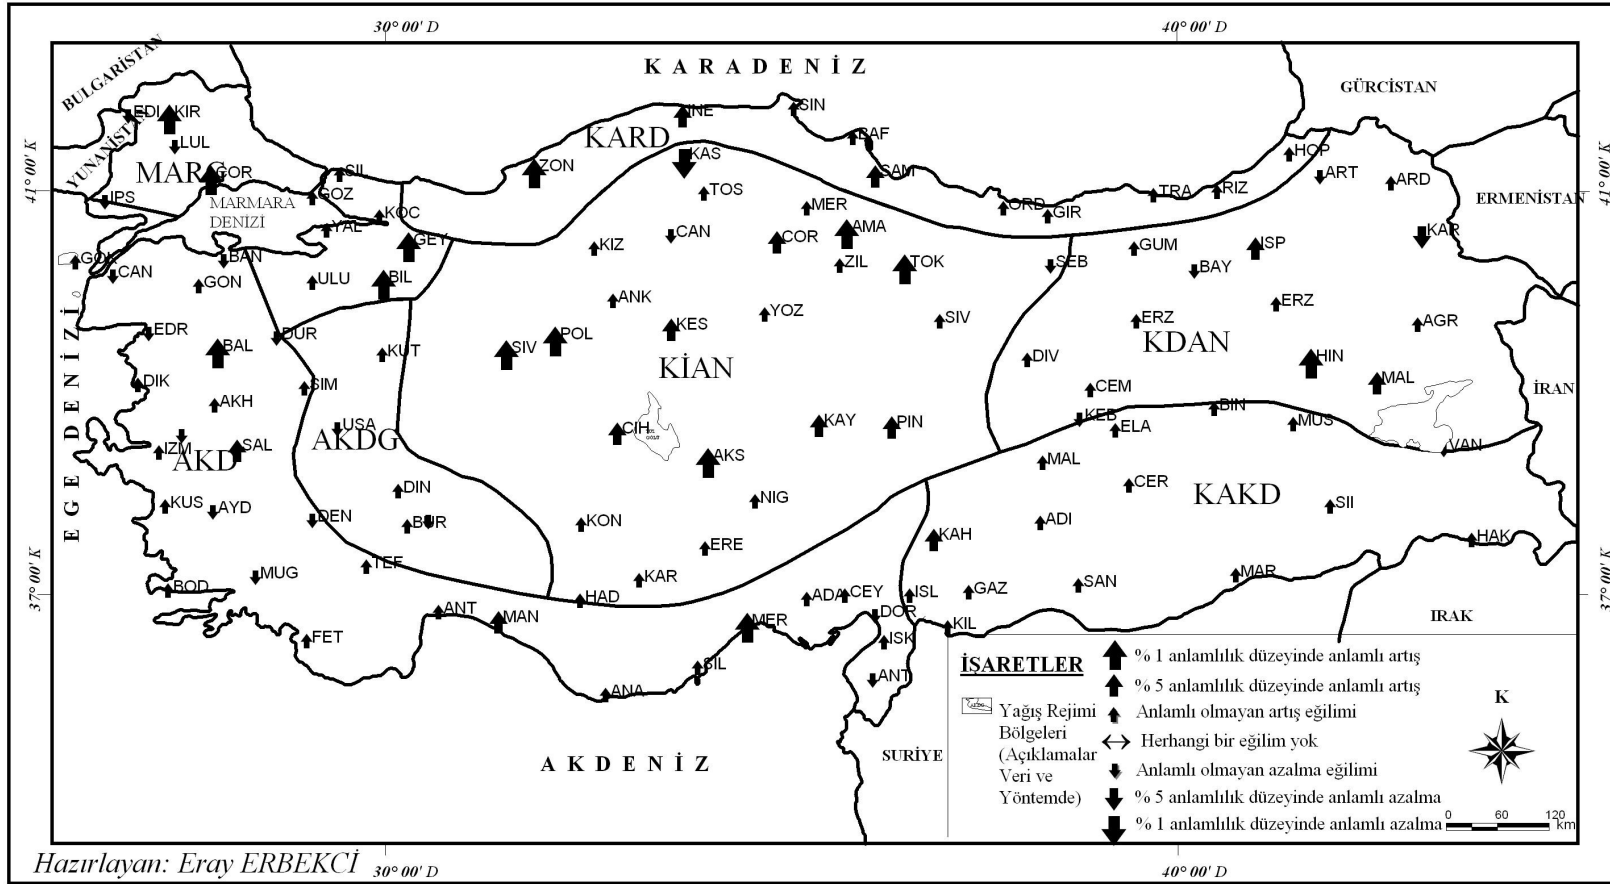 30° 00' D
40° 00' D
K A R A D E N İ Z
BULGARİSTAN
GÜRCİSTAN
YUNANİSTAN
ERMENİSTAN
41° 00' K
41° 00' K
EDI
KIR
LUL
MARG
COR
IPS
SIL
GOZ
MARMARA
DENİZİ
YAL
KOC
GEY
KARD
INE
SIN
BAF
ZON
KAS
SAM
TOS
MER
ORD
GIR
TRA
RIZ
HOP
ART
ARD
KAR
GOK
CAN
BAN
GON
ULU
BIL
KIZ
CAN
COR
AMA
ZIL
TOK
SEB
GUM
BAY
ISP
ANK
YOZ
SIV
ERZ
ERZ
AGR
EDR
BAL
DUR
KUT
SIV
POL
KES
KİAN
DIV
KDAN
HIN
MAL
İRAN
DIK
AKH
SIM
CEM
KEB
BIN
ELA
MUS
VAN
E G E D E N İ Z İ
IZM
AKD
SAL
USA
AKDG
CIH
KAY
PIN
AKS
MAL
CER
KAKD
SII
KUS
AYD
DEN
DIN
BUR
KON
NIG
ERE
KAH
ADI
HAK
BOD
MUG
TEF
KAR
HAD
ADA
CEY
ISL
GAZ
SAN
MAR
37° 00' K
37° 00' K
FET
ANT
MAN
MER
DOR
ISK
KIL
IRAK
ANA
SIL
ANT
SURİYE
A K D E N İ Z
İŞARETLER
Yağış Rejimi
Bölgeleri
(Açıklamalar
Veri ve
Yöntemde)
% 1 anlamlılık düzeyinde anlamlı artış
% 5 anlamlılık düzeyinde anlamlı artış
Anlamlı olmayan artış eğilimi
Herhangi bir eğilim yok
Anlamlı olmayan azalma eğilimi
% 5 anlamlılık düzeyinde anlamlı azalma
% 1 anlamlılık düzeyinde anlamlı azalma
K
0 60 120
km
Hazırlayan: Eray ERBEKCİ
30° 00' D
40° 00' D